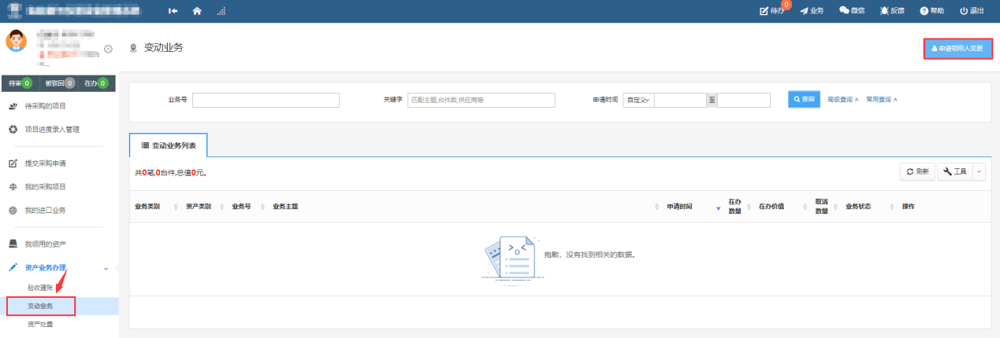 待办 0 业务 微信 反馈 帮助 退出
变动业务
申请领用人变更
待审 0 被驳回 0 在办 0
业务号 关键字 匹配主题,台件数,供应商等 申请时间 自定义 至 查询 高级查询 常用查询
待采购的项目
项目进度录入管理
变动业务列表
提交采购申请
共0笔,0台件,总值0元。
刷新 工具
我的采购项目
业务类别 资产类别 业务号 业务主题 申请时间 在办数量 在办价值 取消数量 业务状态 操作
我的进口业务
我领用的资产
抱歉，没有找到相关的数据。
资产业务办理
验收建账
变动业务
资产处置